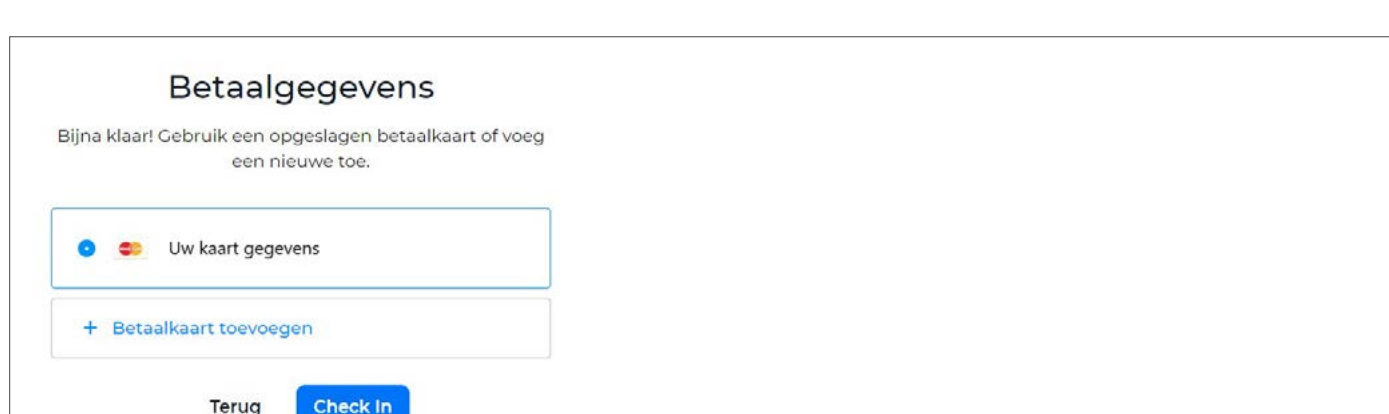 Betaalgegevens
Bijna klaar! Gebruik een opgeslagen betaalkaart of voeg
een nieuwe toe.
Uw kaart gegevens
+ Betaalkaart toevoegen
Terug Check In